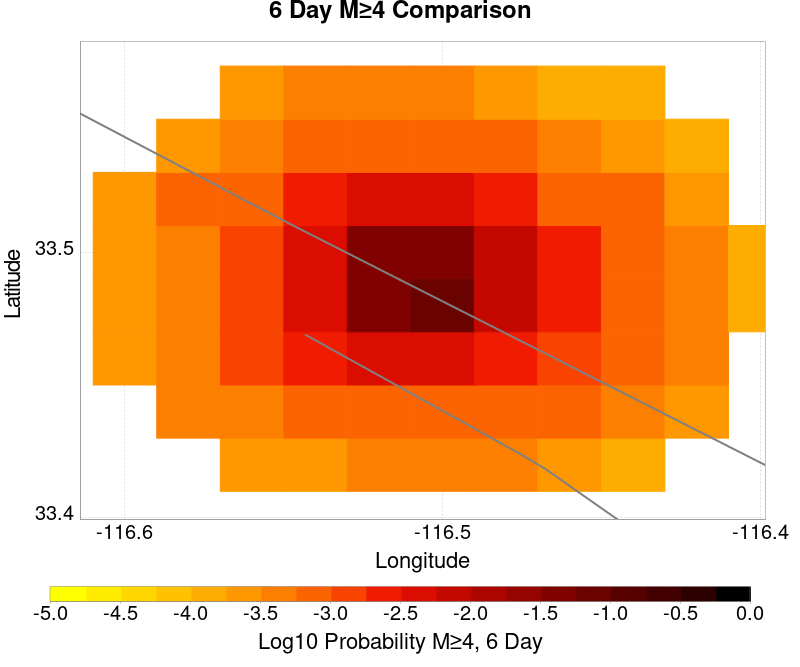 6 Day M≥4 Comparison
Latitude
33.5
33.4
-116.6 -116.5 -116.4
Longitude
-5.0 -4.5 -4.0 -3.5 -3.0 -2.5 -2.0 -1.5 -1.0 -0.5 0.0
Log10 Probability M≥4, 6 Day